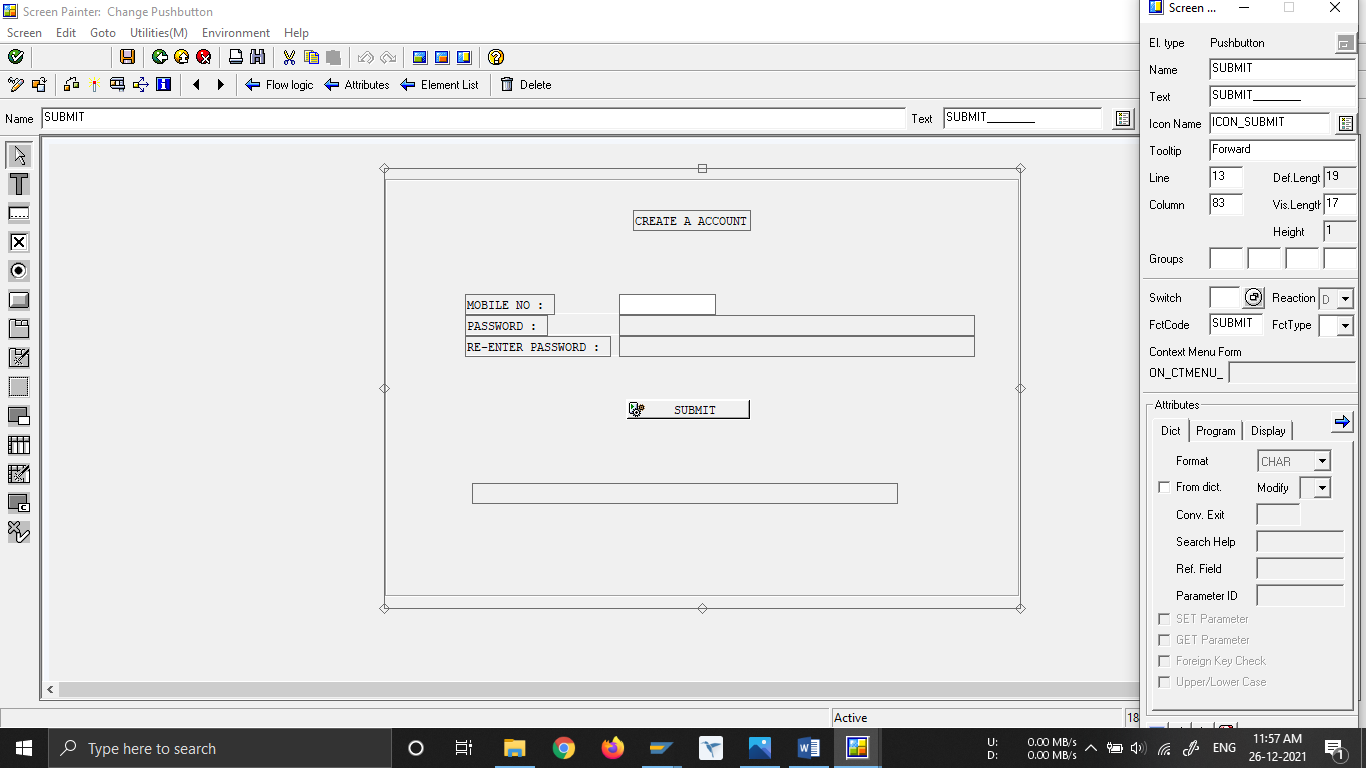 Screen Painter: Change Pushbutton
Screen Edit Goto Utilities(M) Environment Help
Flow logic Attributes Element List Delete
Name SUBMIT Text SUBMIT________
CREATE A ACCOUNT
MOBILE NO :
PASSWORD :
RE-ENTER PASSWORD :
SUBMIT
Screen ...
El. type Pushbutton
Name SUBMIT
Text SUBMIT________
Icon Name ICON_SUBMIT
Tooltip Forward
Line 13 Def.Lengt 19
Column 83 Vis.Length 17
Height 1
Groups
Switch Reaction D
FctCode SUBMIT FctType
Context Menu Form
ON_CTMENU_
Attributes
Dict Program Display
Format CHAR
From dict. Modify
Conv. Exit
Search Help
Ref. Field
Parameter ID
SET Parameter
GET Parameter
Foreign Key Check
Upper/Lower Case
Active 18
Type here to search
U: 0.00 MB/s
D: 0.00 MB/s
ENG
11:57 AM
26-12-2021
1